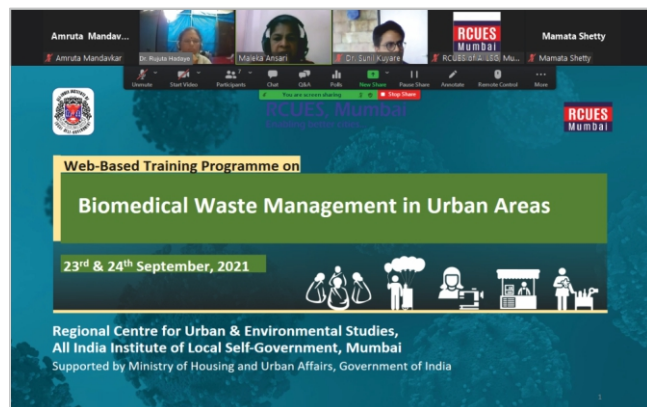 Amruta Mandav...
Mamata Shetty
RCUES
Mumbai
Amruta Mandavkar
Dr. Rujuta Hadaye
Maleka Ansari
Dr. Sunil Kuyare
RCUES of A.I.LSG, Mu...
Mamata Shetty
Unmute
Start Video
Participants
7
Chat
Q&A
Polls
New Share
Pause Share
Annotate
Remote Control
More
You are screen sharing
Stop Share
RCUES, Mumbai
RCUES
Mumbai
Web-Based Training Programme on
Biomedical Waste Management in Urban Areas
23rd & 24th September, 2021
Regional Centre for Urban & Environmental Studies,
All India Institute of Local Self-Government, Mumbai
Supported by Ministry of Housing and Urban Affairs, Government of India
1